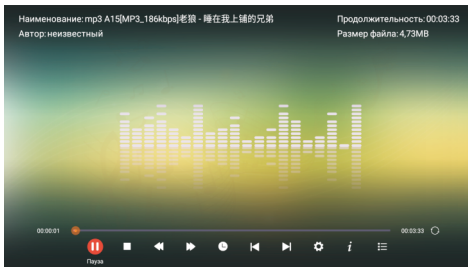 Наименование: mp3 A15[MP3_186kbps]老狼 - 睡在我上铺的兄弟
Продолжительность: 00:03:33
Автор: неизвестный
Размер файла: 4,73MB
00:00:01
00:03:33
Пауза